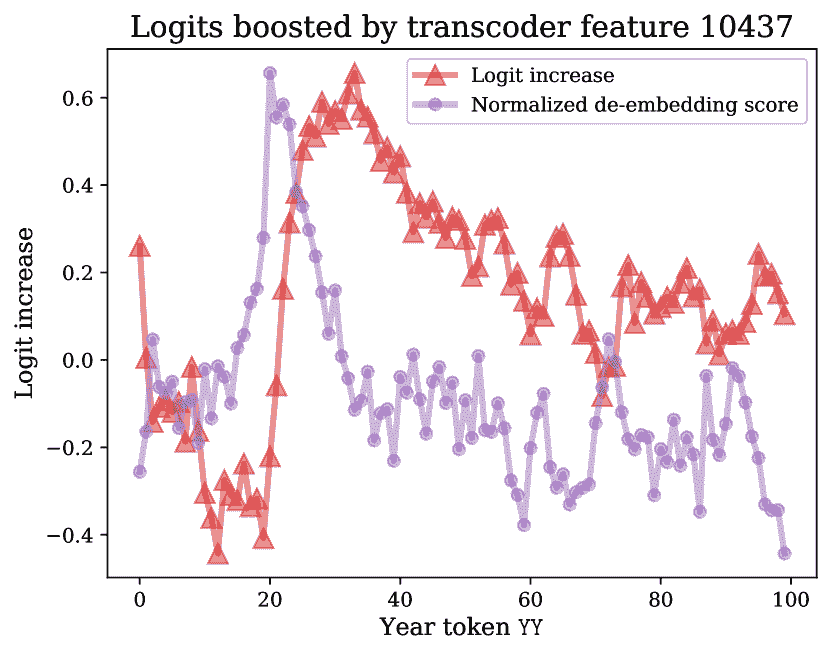 Logits boosted by transcoder feature 10437
Logit increase
Normalized de-embedding score
Logit increase
0.6
0.4
0.2
0.0
−0.2
−0.4
0 20 40 60 80 100
Year token YY